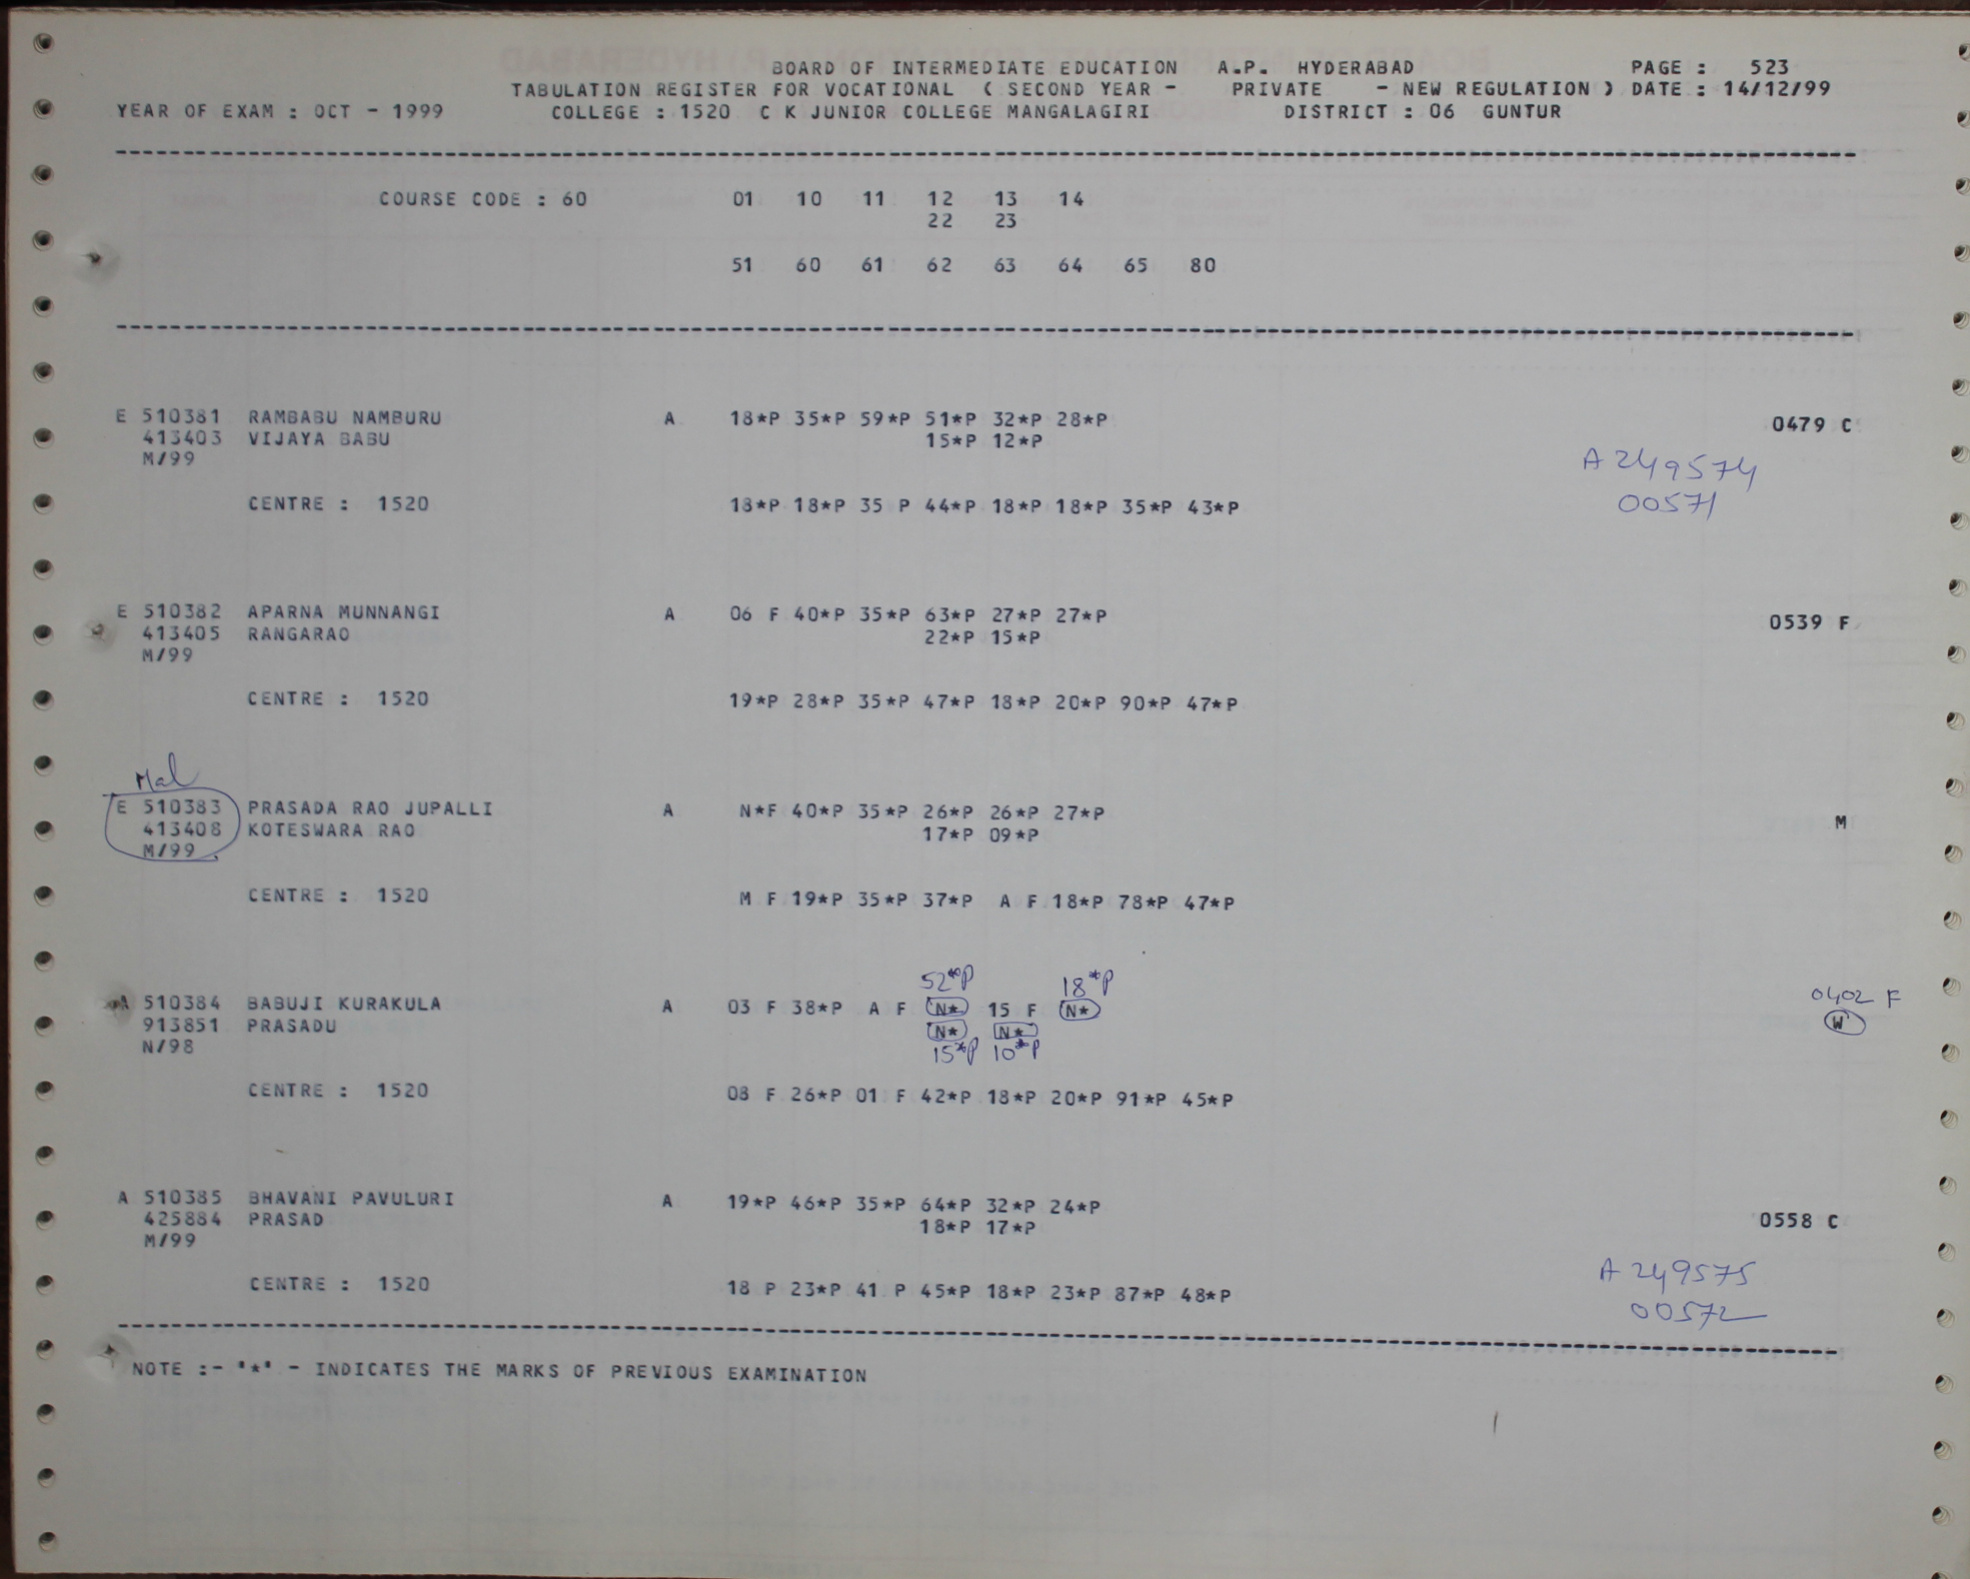 BOARD OF INTERMEDIATE EDUCATION A.P. HYDERABAD PAGE : 523
TABULATION REGISTER FOR VOCATIONAL ( SECOND YEAR - PRIVATE - NEW REGULATION ) DATE : 14/12/99
YEAR OF EXAM : OCT - 1999 COLLEGE : 1520 C K JUNIOR COLLEGE MANGALAGIRI DISTRICT : 06 GUNTUR
COURSE CODE : 60 01 10 11 12 13 14
22 23
51 60 61 62 63 64 65 80
E 510381 RAMBABU NAMBURU A 18*P 35*P 59*P 51*P 32*P 28*P 0479 C
413403 VIJAYA BABU 15*P 12*P
M/99 A 249574
CENTRE : 1520 18*P 18*P 35 P 44*P 18*P 18*P 35*P 43*P 00571
E 510382 APARNA MUNNANGI A 06 F 40*P 35*P 63*P 27*P 27*P 0539 F
413405 RANGARAO 22*P 15*P
M/99
CENTRE : 1520 19*P 28*P 35*P 47*P 18*P 20*P 90*P 47*P
Mal
E 510383 PRASADA RAO JUPALLI A N*F 40*P 35*P 26*P 26*P 27*P M
413408 KOTESWARA RAO 17*P 09*P
M/99
CENTRE : 1520 M F 19*P 35*P 37*P A F 18*P 78*P 47*P
52*P 18*P
A 510384 BABUJI KURAKULA A 03 F 38*P A F N* 15 F N* 0402 F
913851 PRASADU N* N* W
N/98 15*P 10*P
CENTRE : 1520 08 F 26*P 01 F 42*P 18*P 20*P 91*P 45*P
A 510385 BHAVANI PAVULURI A 19*P 46*P 35*P 64*P 32*P 24*P 0558 C
425884 PRASAD 18*P 17*P
M/99 A 249575
CENTRE : 1520 18 P 23*P 41 P 45*P 18*P 23*P 87*P 48*P 00572
NOTE :- '*' - INDICATES THE MARKS OF PREVIOUS EXAMINATION